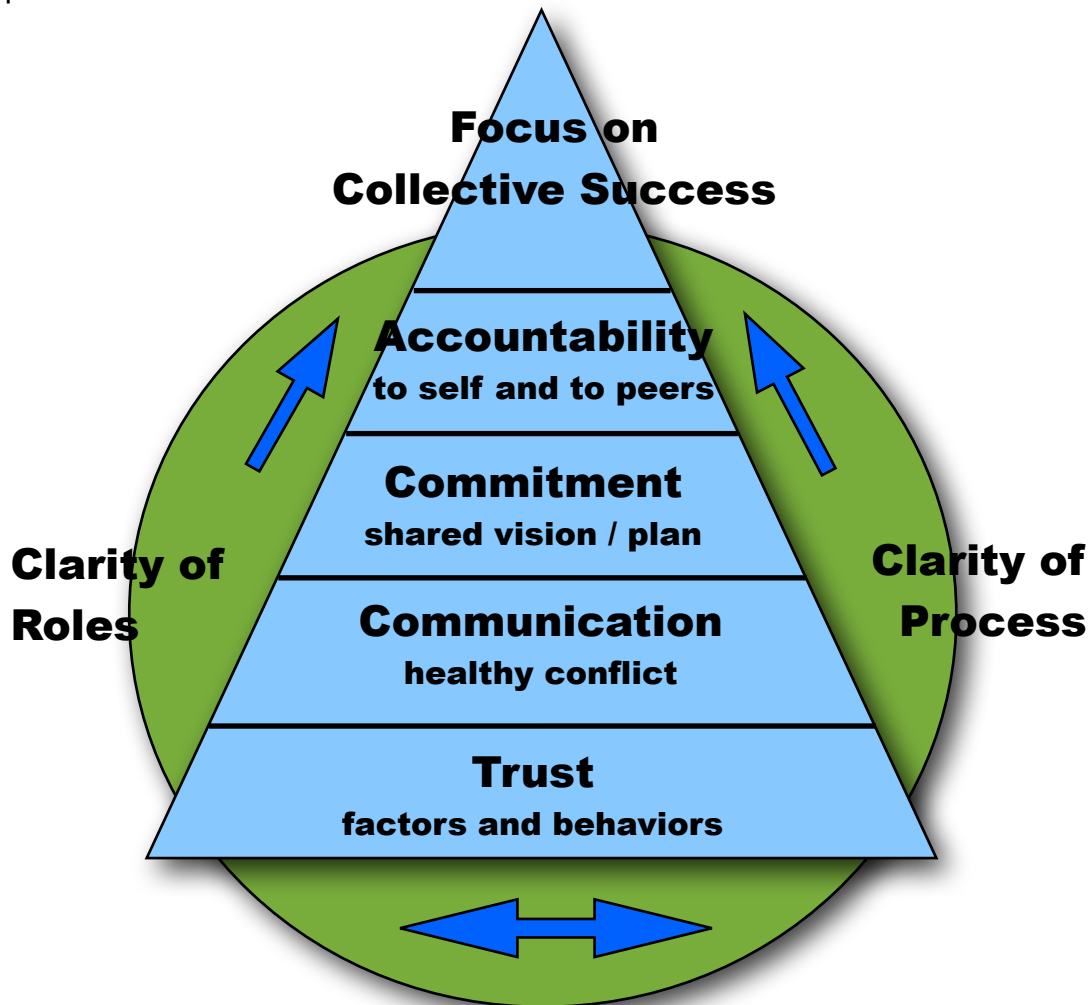 Focus on
Collective Success
Accountability
to self and to peers
Commitment
shared vision / plan
Clarity of
Roles
Clarity of
Process
Communication
healthy conflict
Trust
factors and behaviors